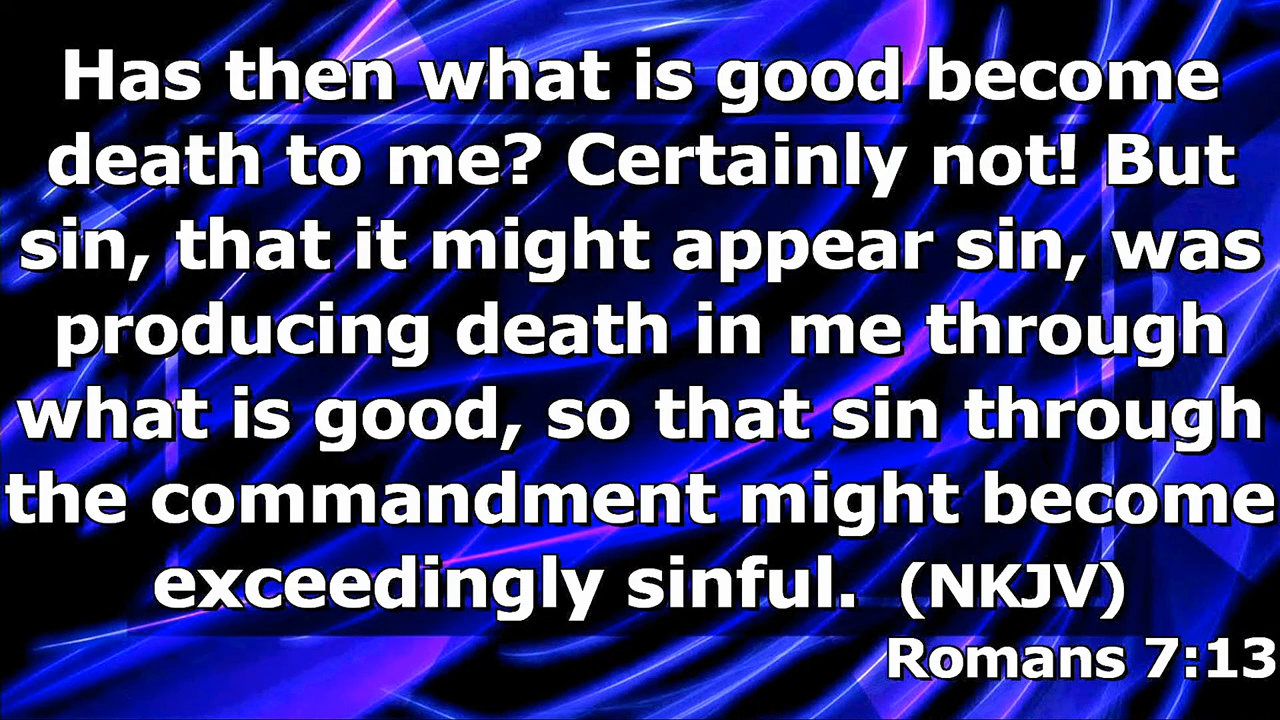 Has then what is good become
death to me? Certainly not! But
sin, that it might appear sin, was
producing death in me through
what is good, so that sin through
the commandment might become
exceedingly sinful. (NKJV)
Romans 7:13